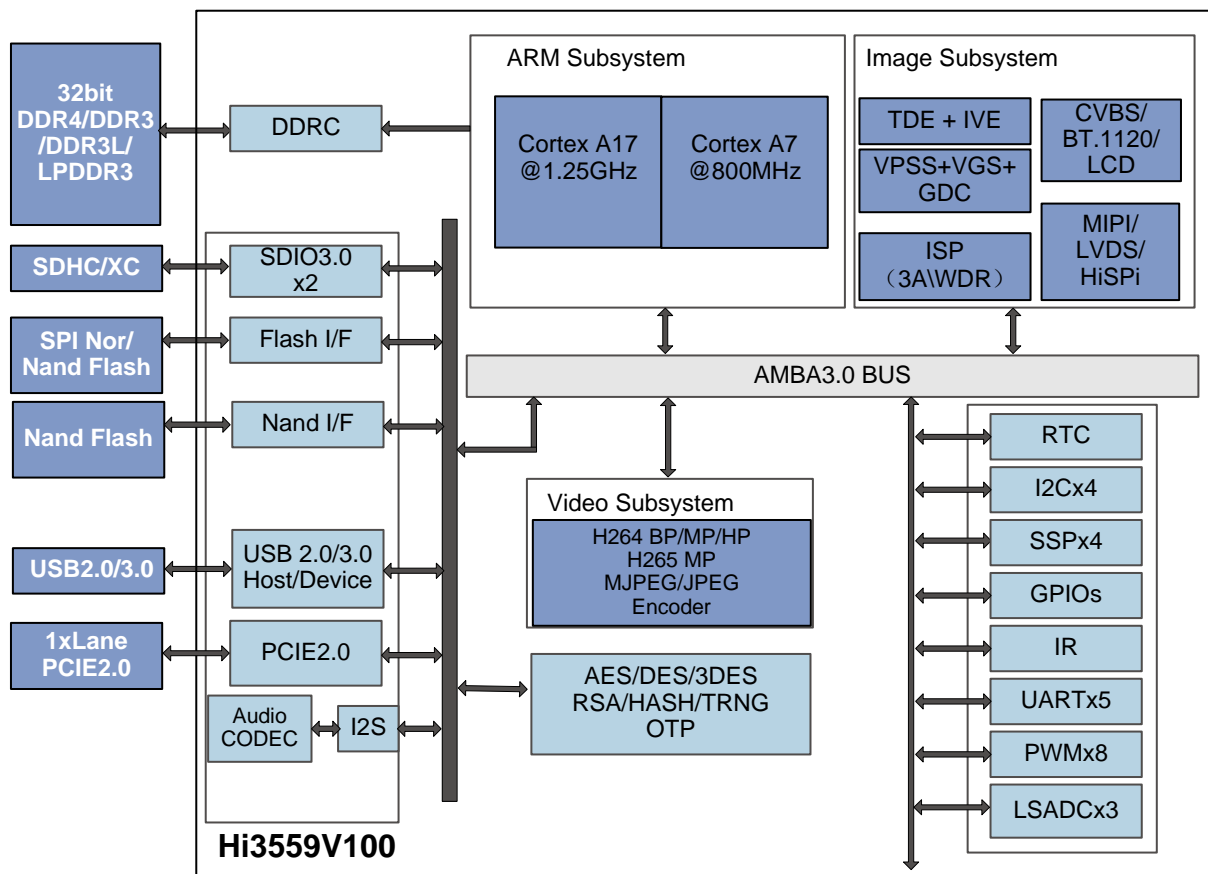 32bit
DDR4/DDR3
/DDR3L/
LPDDR3
DDRC
ARM Subsystem
Cortex A17
@1.25GHz
Cortex A7
@800MHz
Image Subsystem
TDE + IVE
VPSS+VGS+
GDC
ISP
（3A\WDR）
CVBS/
BT.1120/
LCD
MIPI/
LVDS/
HiSPi
SDHC/XC
SDIO3.0
x2
SPI Nor/
Nand Flash
Flash I/F
Nand Flash
Nand I/F
USB2.0/3.0
USB 2.0/3.0
Host/Device
1xLane
PCIE2.0
PCIE2.0
Audio
CODEC
I2S
AMBA3.0 BUS
Video Subsystem
H264 BP/MP/HP
H265 MP
MJPEG/JPEG
Encoder
AES/DES/3DES
RSA/HASH/TRNG
OTP
RTC
I2Cx4
SSPx4
GPIOs
IR
UARTx5
PWMx8
LSADCx3
Hi3559V100